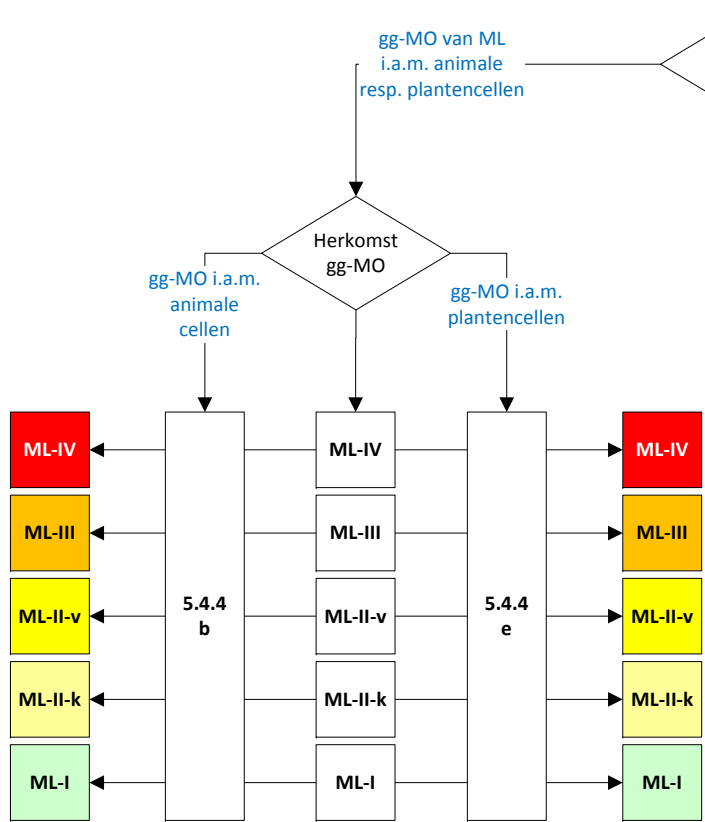 gg-MO van ML
i.a.m. animale
resp. plantencellen
Herkomst
gg-MO
gg-MO i.a.m.
animale
cellen
gg-MO i.a.m.
plantencellen
ML-IV
ML-IV
ML-IV
ML-III
ML-III
ML-III
ML-II-v
5.4.4
b
ML-II-v
5.4.4
e
ML-II-v
ML-II-k
ML-II-k
ML-II-k
ML-I
ML-I
ML-I